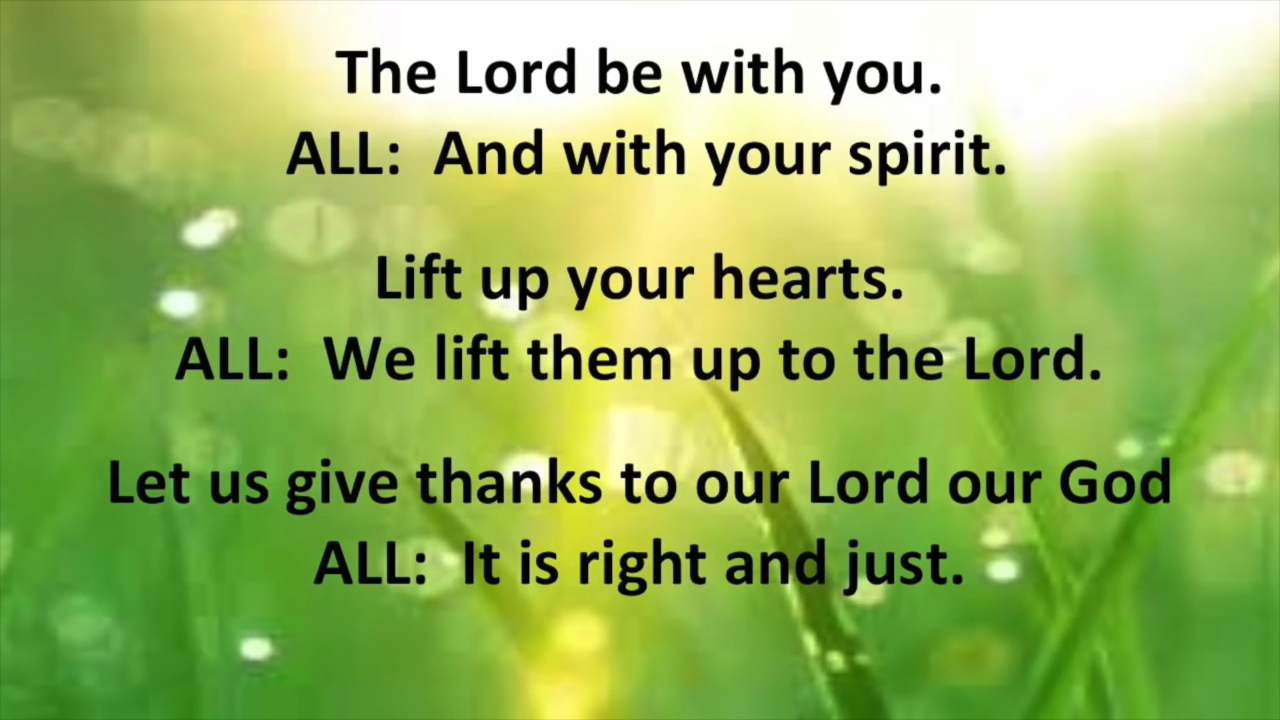 The Lord be with you.
ALL: And with your spirit.
Lift up your hearts.
ALL: We lift them up to the Lord.
Let us give thanks to our Lord our God
ALL: It is right and just.